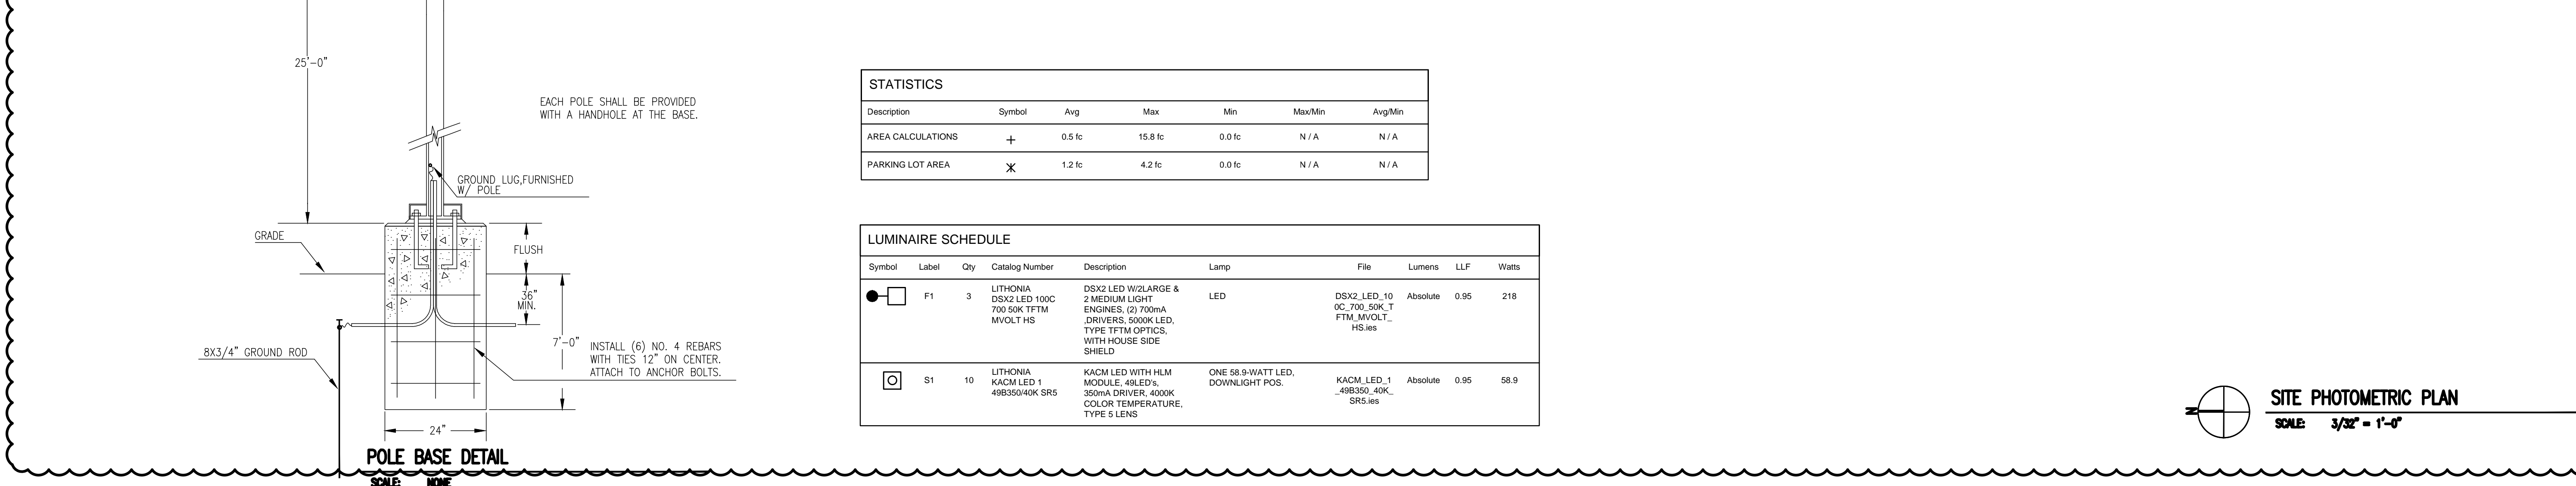 25'-0"
EACH POLE SHALL BE PROVIDED
WITH A HANDHOLE AT THE BASE.
GROUND LUG,FURNISHED
W/ POLE
GRADE
FLUSH
36"
MIN.
7'-0"
INSTALL (6) NO. 4 REBARS
WITH TIES 12" ON CENTER.
ATTACH TO ANCHOR BOLTS.
8X3/4" GROUND ROD
24"
POLE BASE DETAIL
SCALE: NONE
STATISTICS
Description Symbol Avg Max Min Max/Min Avg/Min
AREA CALCULATIONS + 0.5 fc 15.8 fc 0.0 fc N / A N / A
PARKING LOT AREA 1.2 fc 4.2 fc 0.0 fc N / A N / A
LUMINAIRE SCHEDULE
Symbol Label Qty Catalog Number Description Lamp File Lumens LLF Watts
F1 3
LITHONIA
DSX2 LED 100C
700 50K TFTM
MVOLT HS
DSX2 LED W/2LARGE &
2 MEDIUM LIGHT
ENGINES, (2) 700mA
,DRIVERS, 5000K LED,
TYPE TFTM OPTICS,
WITH HOUSE SIDE
SHIELD
LED
DSX2_LED_10
0C_700_50K_T
FTM_MVOLT_
HS.ies
Absolute 0.95 218
S1 10
LITHONIA
KACM LED 1
49B350/40K SR5
KACM LED WITH HLM
MODULE, 49LED's,
350mA DRIVER, 4000K
COLOR TEMPERATURE,
TYPE 5 LENS
ONE 58.9-WATT LED,
DOWNLIGHT POS.
KACM_LED_1
_49B350_40K_
SR5.ies
Absolute 0.95 58.9
N
SITE PHOTOMETRIC PLAN
SCALE: 3/32" = 1'-0"